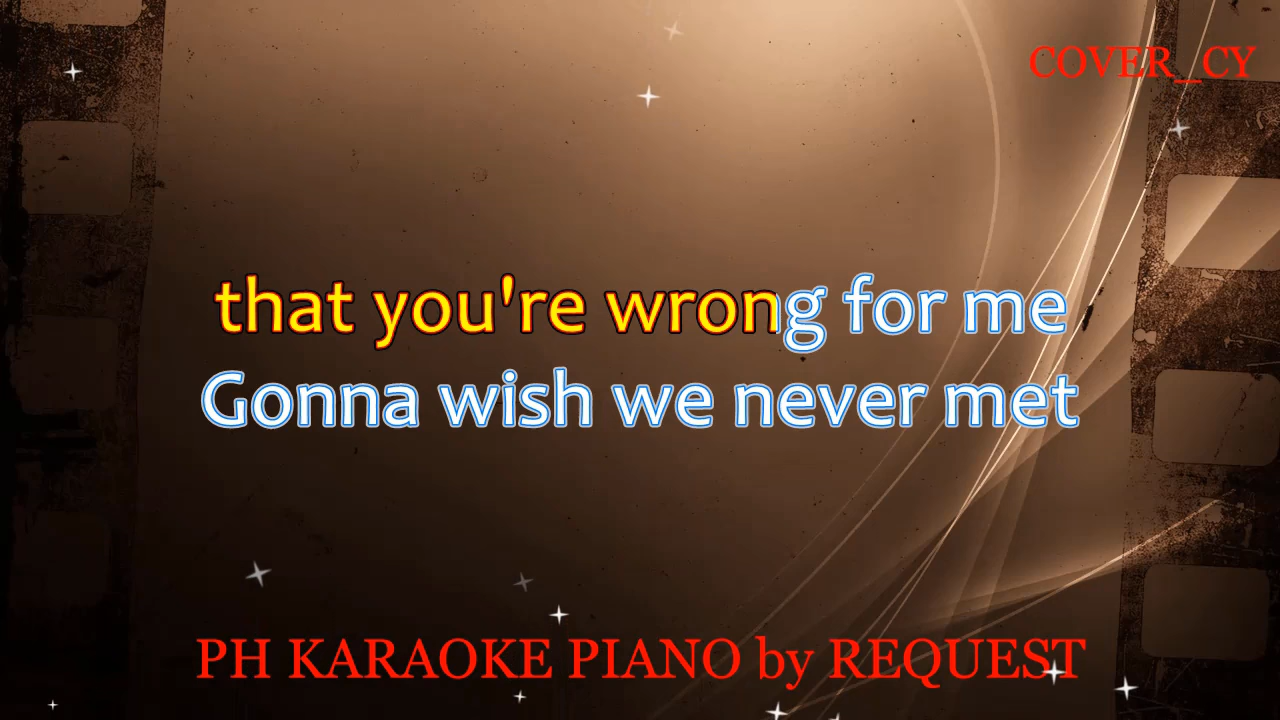 COVER_CY
that you're wrong for me
Gonna wish we never met
PH KARAOKE PIANO by REQUEST